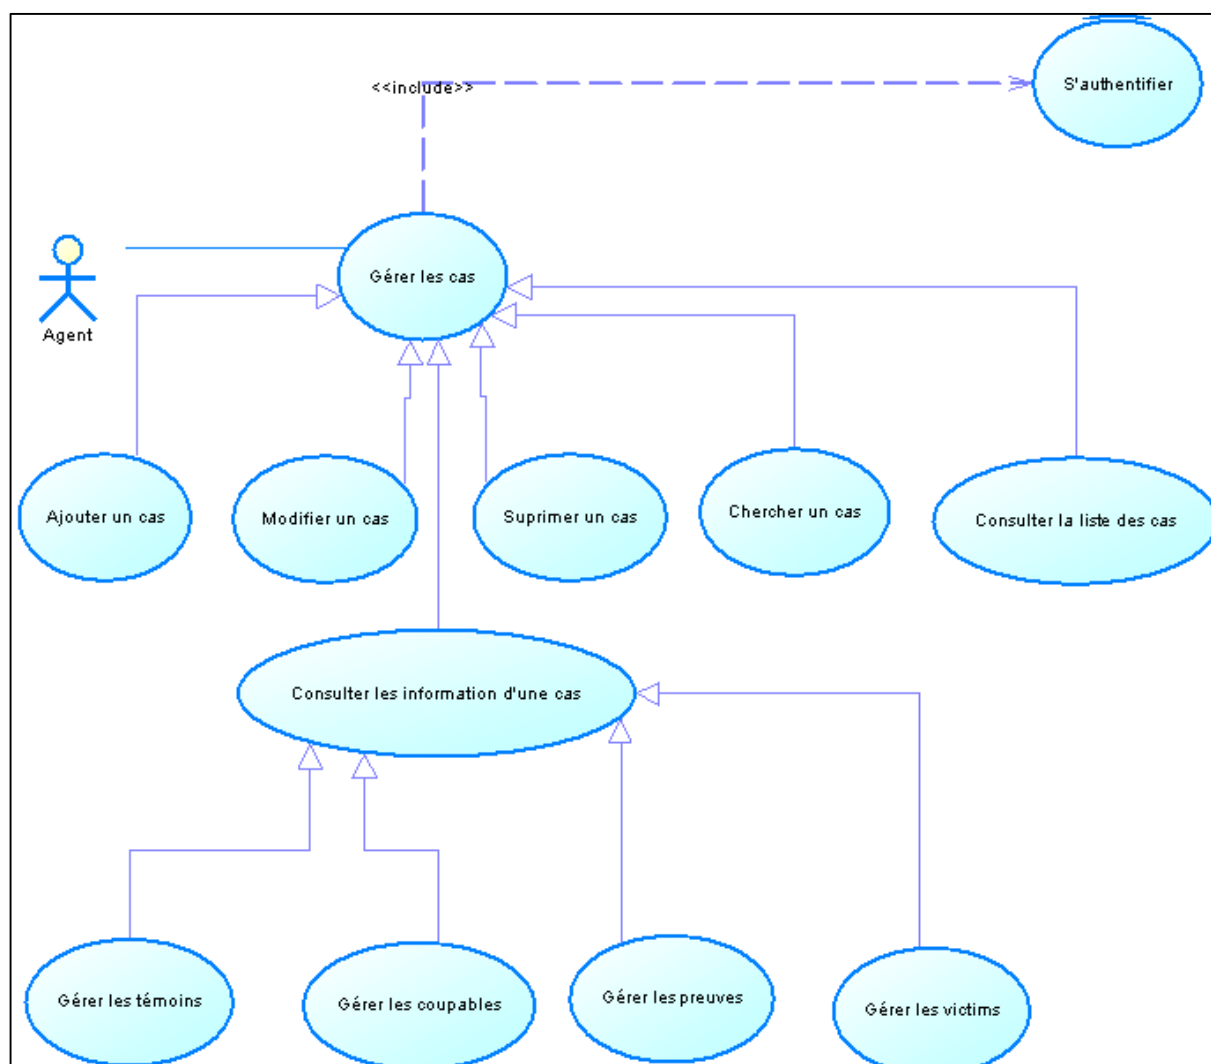 <<include>>
S'authentifier
Gérer les cas
Agent
Ajouter un cas
Modifier un cas
Suprimer un cas
Chercher un cas
Consulter la liste des cas
Consulter les information d'une cas
Gérer les témoins
Gérer les coupables
Gérer les preuves
Gérer les victims